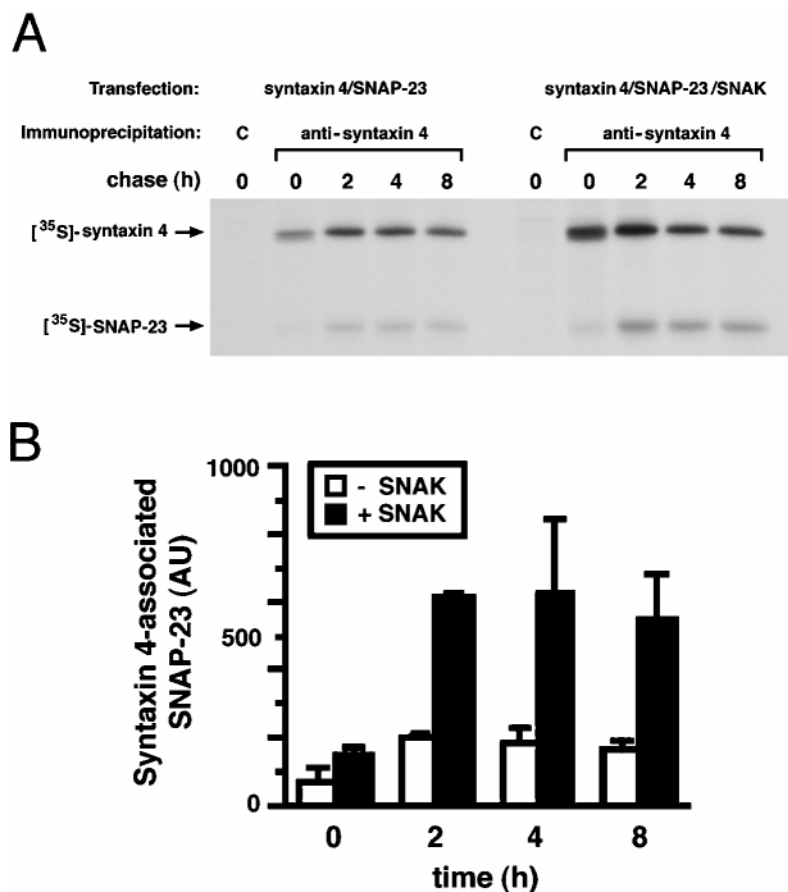 A
Transfection: syntaxin 4/SNAP-23 syntaxin 4/SNAP-23/SNAK
Immunoprecipitation: C anti-syntaxin 4 C anti-syntaxin 4
chase (h) 0 0 2 4 8 0 0 2 4 8
[35S]-syntaxin 4
[35S]-SNAP-23
B
Syntaxin 4-associated
SNAP-23 (AU)
1000
500
0
- SNAK
+ SNAK
0 2 4 8
time (h)